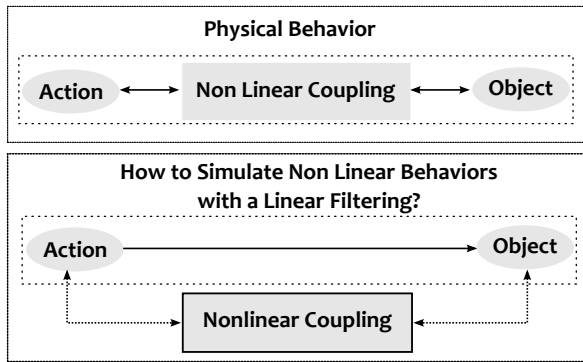 Physical Behavior
Action
Non Linear Coupling
Object
How to Simulate Non Linear Behaviors
with a Linear Filtering?
Action
Object
Nonlinear Coupling